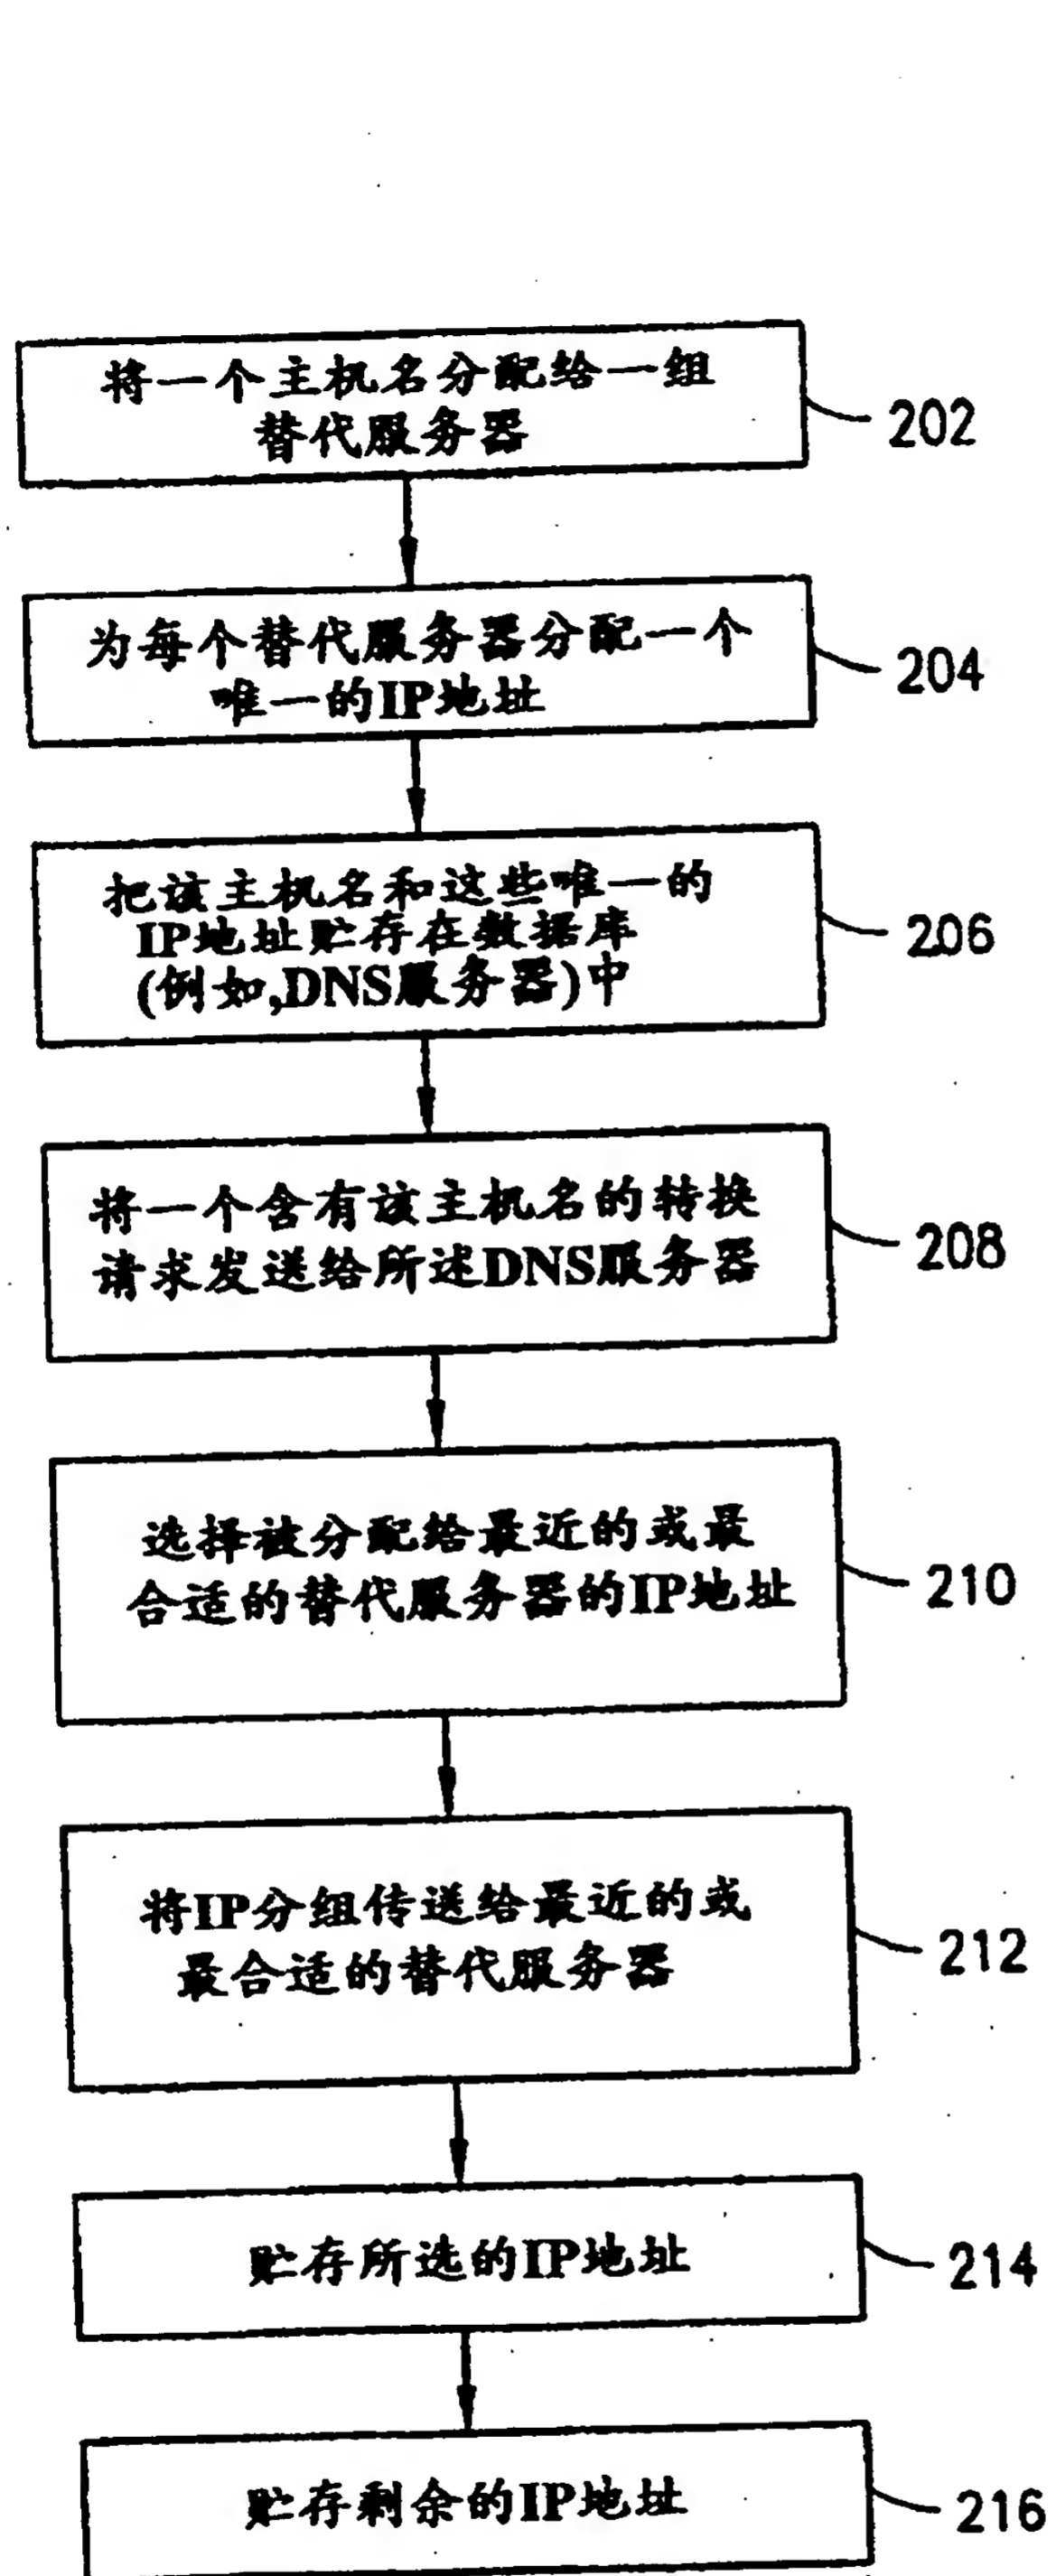 将一个主机名分配给一组
替代服务器
202
为每个替代服务器分配一个
唯一的IP地址
204
把该主机名和这些唯一的
IP地址贮存在数据库
(例如,DNS服务器)中
206
将一个含有该主机名的转换
请求发送给所述DNS服务器
208
选择被分配给最近的或最
合适的替代服务器的IP地址
210
将IP分组传送给最近的或
最合适的替代服务器
212
贮存所选的IP地址
214
贮存剩余的IP地址
216